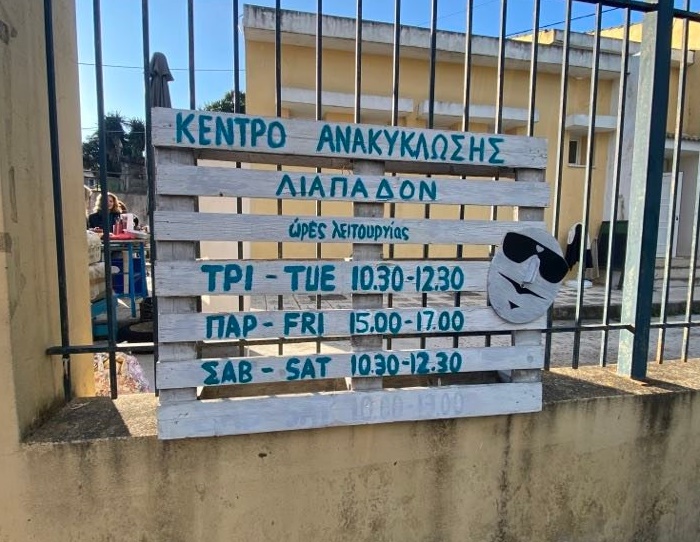 ΚΕΝΤΡΟ ΑΝΑΚΥΚΛΩΣΗΣ
ΛΙΑΠΑΔΟΝ
ώρες λειτουργίας
ΤΡΙ - TUE 10.30-12.30
ΠΑΡ - FRI 15.00-17.00
ΣΑΒ - SAT 10.30-12.30